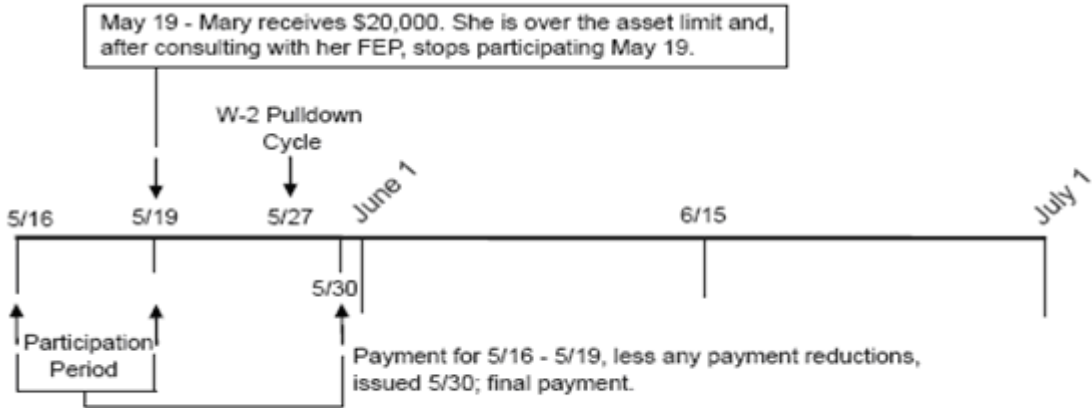 May 19 - Mary receives $20,000. She is over the asset limit and,
after consulting with her FEP, stops participating May 19.
W-2 Pulldown
Cycle
5/16
5/19
5/27
June 1
6/15
July 1
5/30
Participation
Period
Payment for 5/16 - 5/19, less any payment reductions,
issued 5/30; final payment.